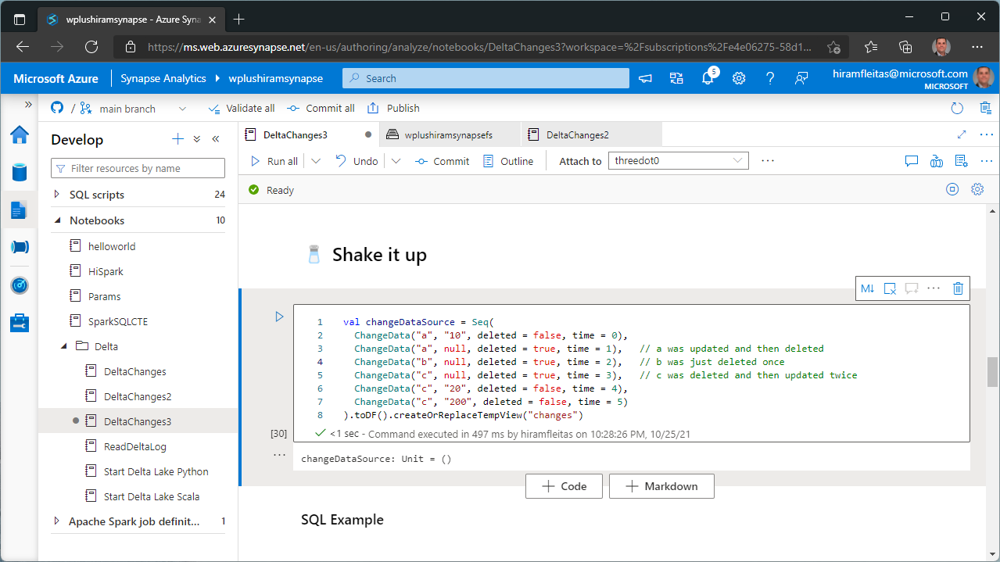 wplushiramsynapse - Azure Syna
https://ms.web.azuresynapse.net/en-us/authoring/analyze/notebooks/DeltaChanges3?workspace=%2Fsubscriptions%2Fe4e06275-58d1...
Microsoft Azure
Synapse Analytics
wplushiramsynapse
Search
5
hiramfleitas@microsoft.com
MICROSOFT
/ main branch
Validate all
Commit all
Publish
Develop
Filter resources by name
SQL scripts 24
Notebooks 10
helloworld
HiSpark
Params
SparkSQLCTE
Delta
DeltaChanges
DeltaChanges2
DeltaChanges3
ReadDeltaLog
Start Delta Lake Python
Start Delta Lake Scala
Apache Spark job definit... 1
DeltaChanges3
wplushiramsynapsefs
DeltaChanges2
Run all
Undo
Commit
Outline
Attach to
threedot0
Ready
Shake it up
M↓
1 val changeDataSource = Seq(
2 ChangeData("a", "10", deleted = false, time = 0),
3 ChangeData("a", null, deleted = true, time = 1), // a was updated and then deleted
4 ChangeData("b", null, deleted = true, time = 2), // b was just deleted once
5 ChangeData("c", null, deleted = true, time = 3), // c was deleted and then updated twice
6 ChangeData("c", "20", deleted = false, time = 4),
7 ChangeData("c", "200", deleted = false, time = 5)
8 ).toDF().createOrReplaceTempView("changes")
[30] <1 sec - Command executed in 497 ms by hiramfleitas on 10:28:26 PM, 10/25/21
changeDataSource: Unit = ()
Code
Markdown
SQL Example